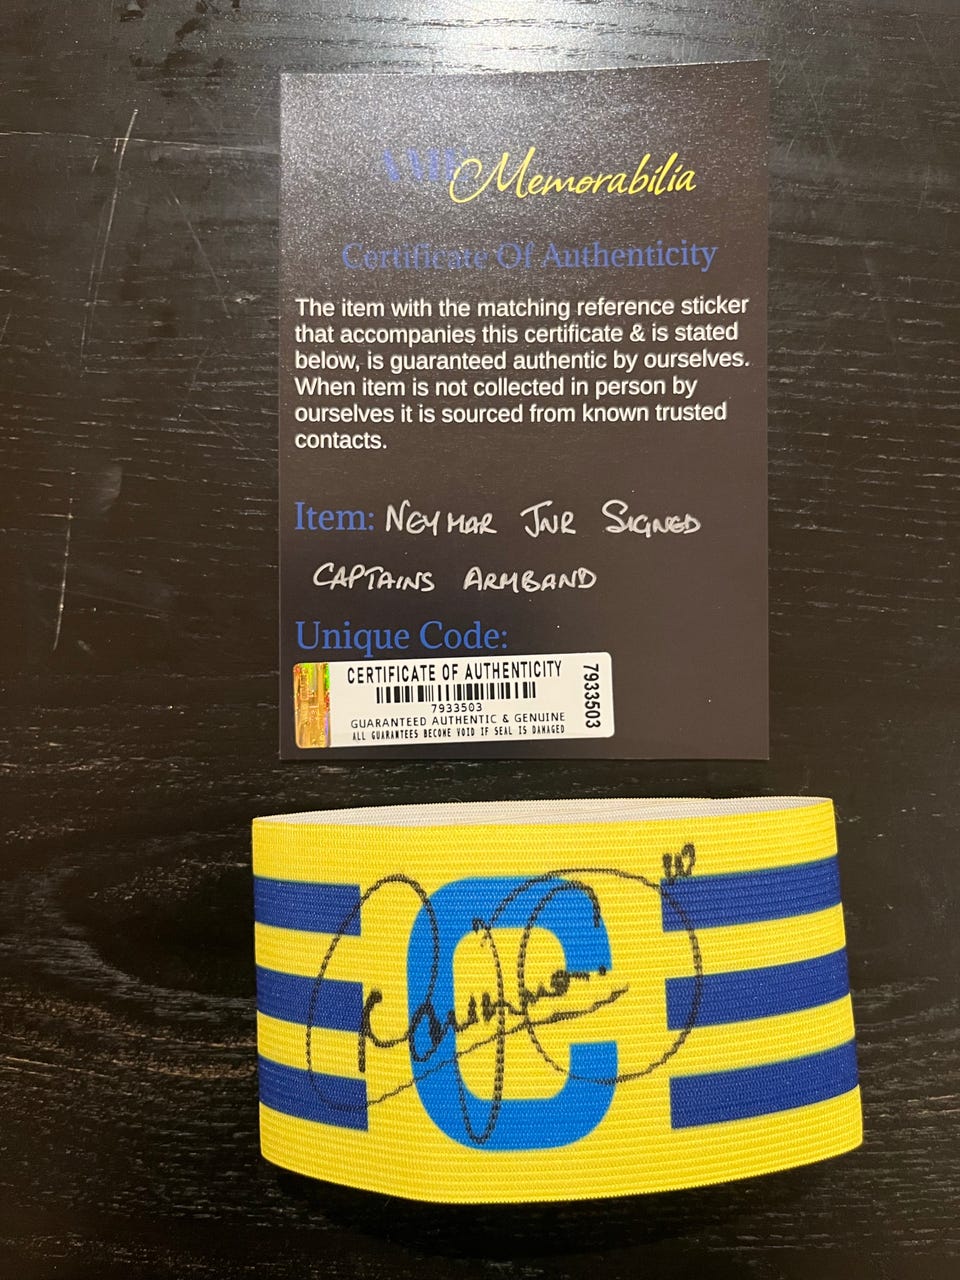 Memorabilia
Certificate Of Authenticity
The item with the matching reference sticker
that accompanies this certificate & is stated
below, is guaranteed authentic by ourselves.
When item is not collected in person by
ourselves it is sourced from known trusted
contacts.
Item: NEYMAR JNR SIGNED
CAPTAINS ARMBAND
Unique Code:
CERTIFICATE OF AUTHENTICITY
7933503
GUARANTEED AUTHENTIC & GENUINE
ALL GUARANTEES BECOME VOID IF SEAL IS DAMAGED
7933503
C